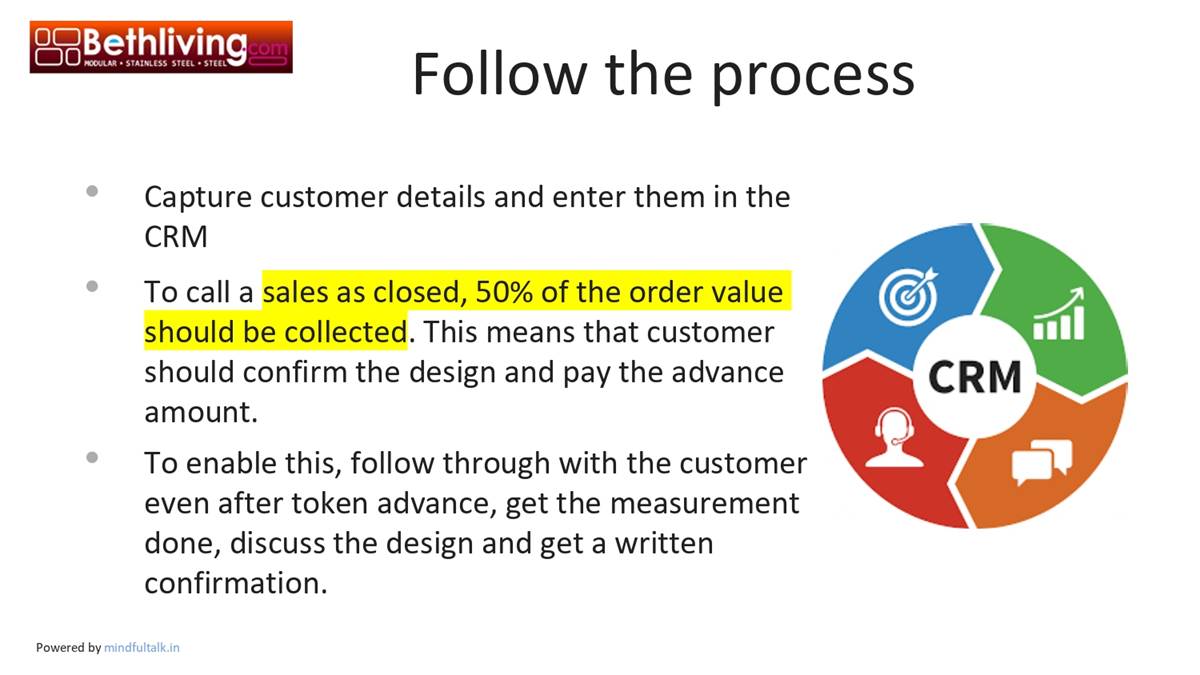 Bethliving.com
MODULAR • STAINLESS STEEL • STEEL
Follow the process
• Capture customer details and enter them in the
CRM
• To call a sales as closed, 50% of the order value
should be collected. This means that customer
should confirm the design and pay the advance
amount.
• To enable this, follow through with the customer
even after token advance, get the measurement
done, discuss the design and get a written
confirmation.
CRM
Powered by mindfultalk.in